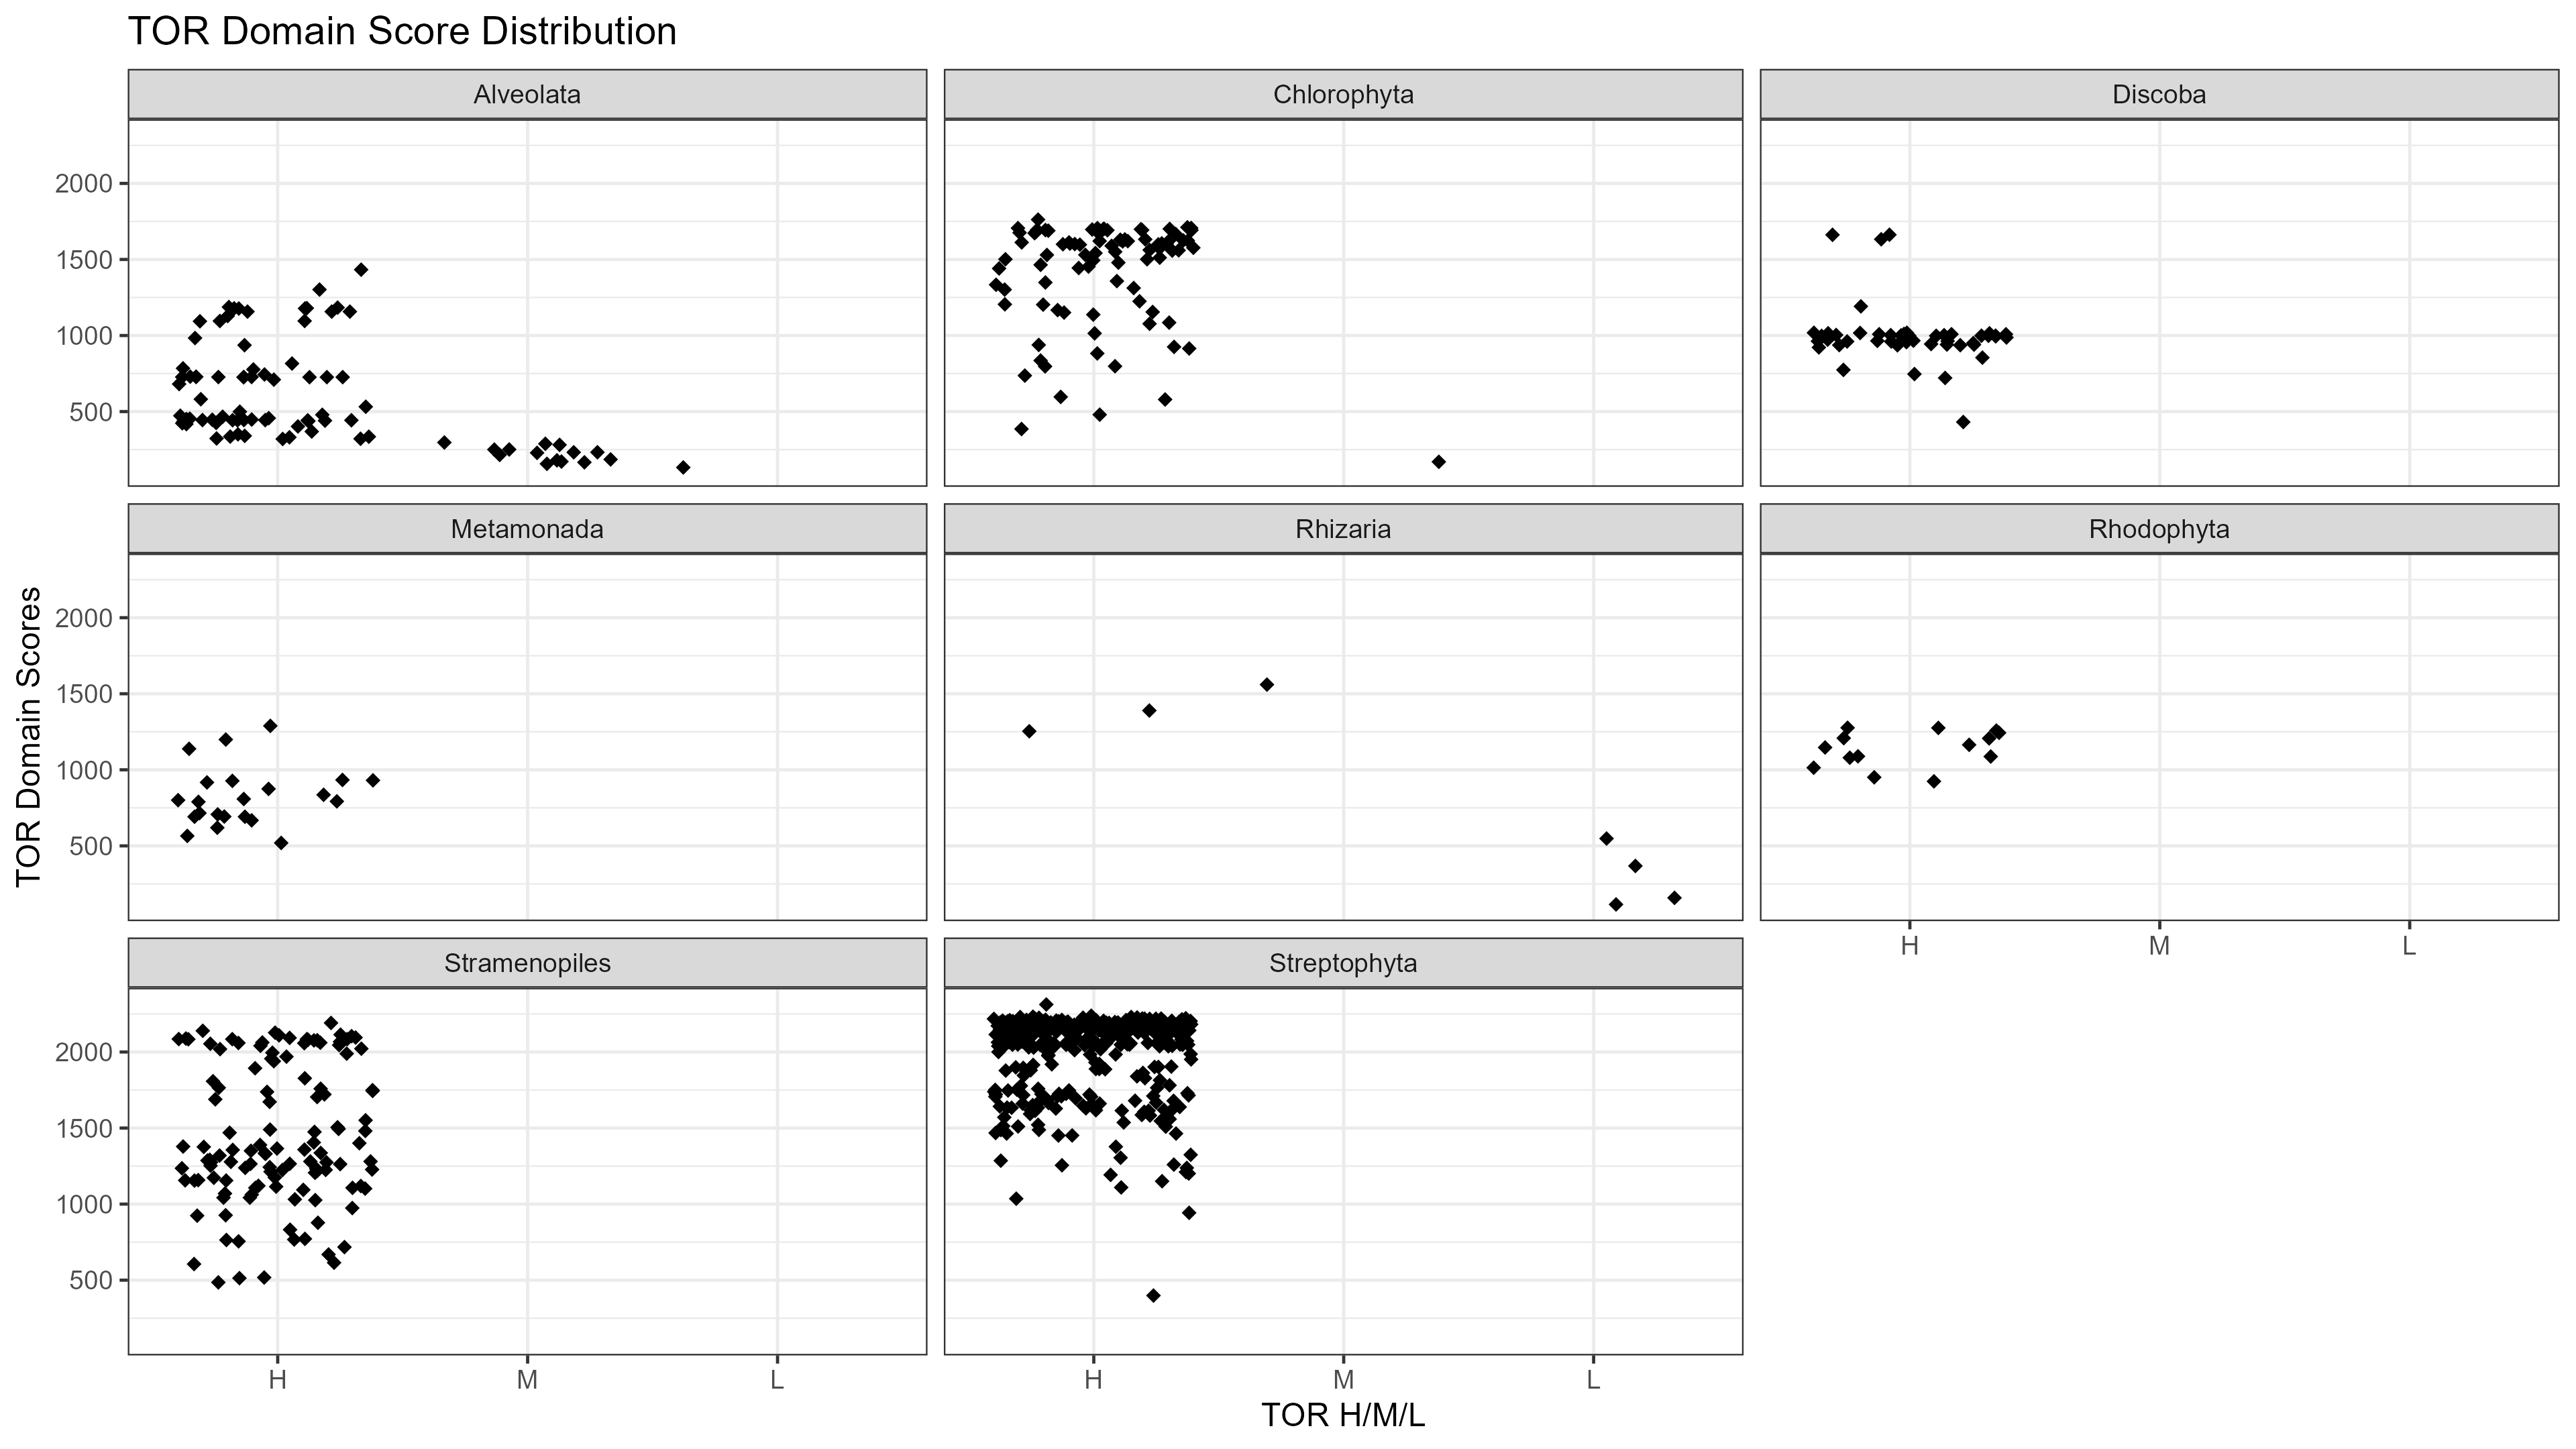 TOR Domain Score Distribution
Alveolata Chlorophyta Discoba
2000
1500
1000
500
Metamonada Rhizaria Rhodophyta
TOR Domain Scores
2000
1500
1000
500
H M L
Stramenopiles Streptophyta
2000
1500
1000
500
H M L H M L
TOR H/M/L